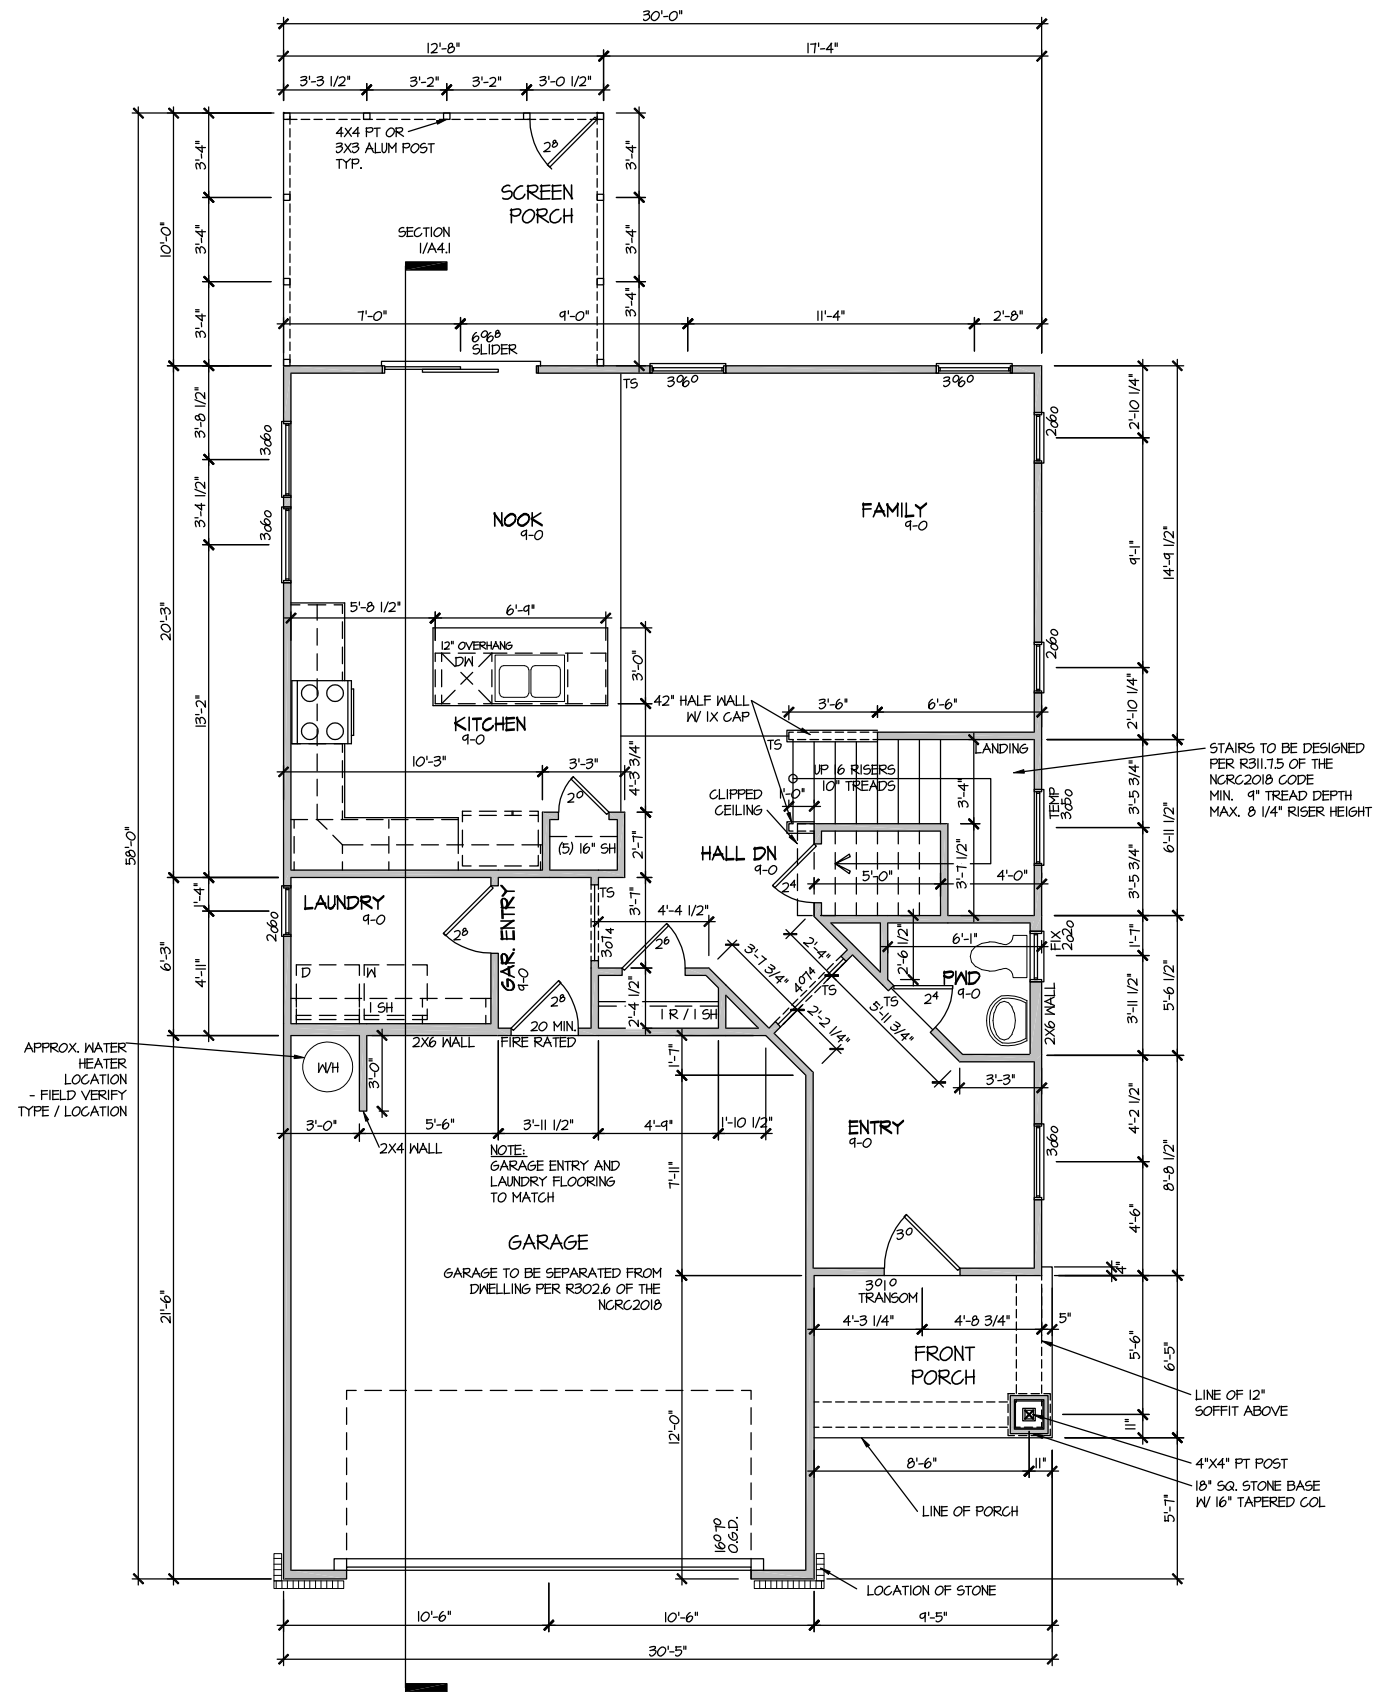 30'-0"
12'-8"
17'-4"
3'-3 1/2"
3'-2"
3'-2"
3'-0 1/2"
4X4 PT OR
3X3 ALUM POST
TYP.
2⁸
SCREEN
PORCH
SECTION
1/A4.1
3'-4"
3'-4"
3'-4"
10'-0"
3'-4"
3'-4"
3'-4"
7'-0"
9'-0"
11'-4"
2'-8"
6⁰6⁸
SLIDER
TS
3⁰6⁰
3⁰6⁰
3'-8 1/2"
3⁰6⁰
3'-4 1/2"
3⁰6⁰
2⁰6⁰
2'-10 1/4"
NOOK
9-0
FAMILY
9-0
9'-1"
14'-9 1/2"
20'-3"
13'-2"
58'-0"
5'-8 1/2"
6'-9"
12" OVERHANG
DW
3'-0"
2⁰6⁰
2'-10 1/4"
KITCHEN
9-0
42" HALF WALL
W/ 1X CAP
3'-6"
6'-6"
TS
LANDING
STAIRS TO BE DESIGNED
PER R311.7.5 OF THE
NCRC2018 CODE
MIN. 9" TREAD DEPTH
MAX. 8 1/4" RISER HEIGHT
10'-3"
3'-3"
4'-3 3/4"
UP 16 RISERS
10" TREADS
1'-0"
3'-4"
CLIPPED
CEILING
TEMP
3⁰5⁰
3'-5 3/4"
6'-11 1/2"
2⁰
(5) 16" SH
2'-7"
HALL DN
9-0
2⁴
5'-0"
3'-7 1/2"
4'-0"
3'-5 3/4"
LAUNDRY
9-0
2⁰6⁰
1'-4"
6'-3"
4'-11"
2⁸
GAR. ENTRY
9-0
TS
3⁰7⁴
3'-7"
4'-4 1/2"
2⁶
3'-7 3/4"
2'-4"
4⁰7⁴
TS
2'-6 1/2"
6'-1"
PWD
9-0
FIX
2⁰2⁰
1'-7"
D
W
1 SH
2⁸
20 MIN.
FIRE RATED
2'-4 1/2"
1 R / 1 SH
2'-2 1/4"
5'-11 3/4"
TS
2⁴
2X6 WALL
3'-11 1/2"
5'-6 1/2"
APPROX. WATER
HEATER
LOCATION
- FIELD VERIFY
TYPE / LOCATION
W/H
2X6 WALL
3'-0"
1'-7"
3'-3"
3'-0"
5'-6"
3'-11 1/2"
4'-9"
1'-10 1/2"
2X4 WALL
NOTE:
GARAGE ENTRY AND
LAUNDRY FLOORING
TO MATCH
7'-11"
ENTRY
9-0
3⁰6⁰
4'-2 1/2"
8'-8 1/2"
4'-6"
GARAGE
GARAGE TO BE SEPARATED FROM
DWELLING PER R302.6 OF THE
NCRC2018
3⁰
3⁰1⁰
TRANSOM
4"
4'-3 1/4"
4'-8 3/4"
5"
FRONT
PORCH
5'-6"
6'-5"
LINE OF 12"
SOFFIT ABOVE
21'-6"
12'-0"
11"
4"X4" PT POST
8'-6"
11"
18" SQ. STONE BASE
W/ 16" TAPERED COL
LINE OF PORCH
16⁰7⁰
O.G.D.
5'-7"
LOCATION OF STONE
10'-6"
10'-6"
9'-5"
30'-5"